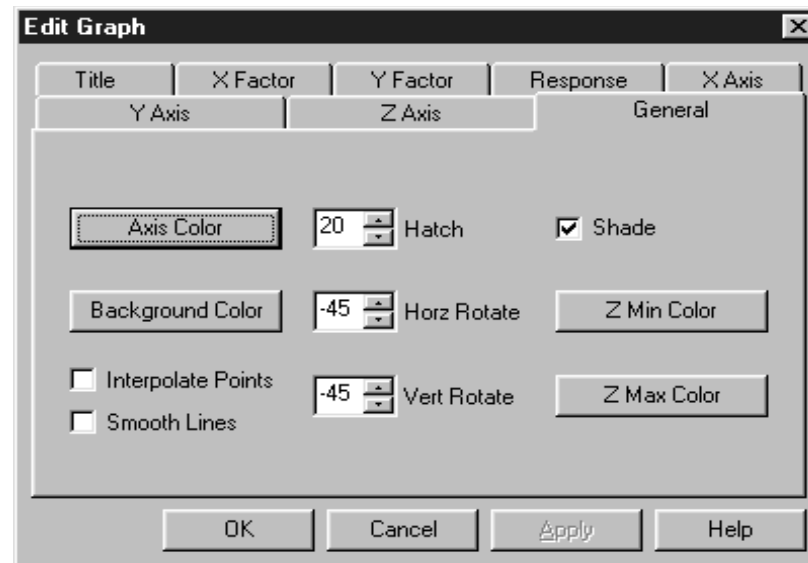 Edit Graph
Title X Factor Y Factor Response X Axis
Y Axis Z Axis General
Axis Color 20 Hatch Shade
Background Color -45 Horz Rotate Z Min Color
Interpolate Points
-45 Vert Rotate Z Max Color
Smooth Lines
OK Cancel Apply Help